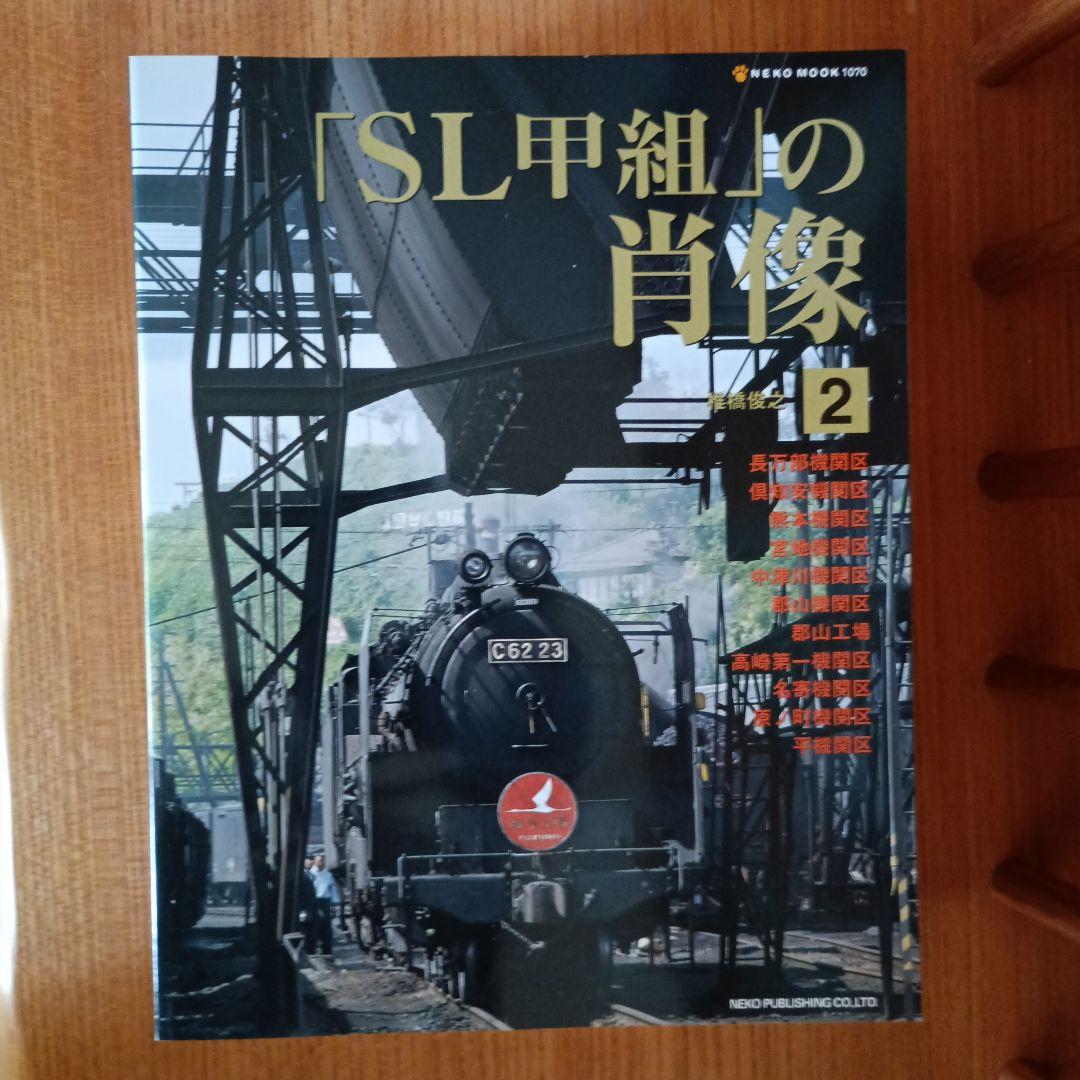 NEKO MOOK 1070
「SL甲組」の
肖像
椎橋俊之 2
長万部機関区
倶知安機関区
熊本機関区
宮地機関区
中津川機関区
郡山機関区
郡山工場
高崎第一機関区
名寄機関区
原ノ町機関区
平機関区
C62 23
NEKO PUBLISHING CO.,LTD